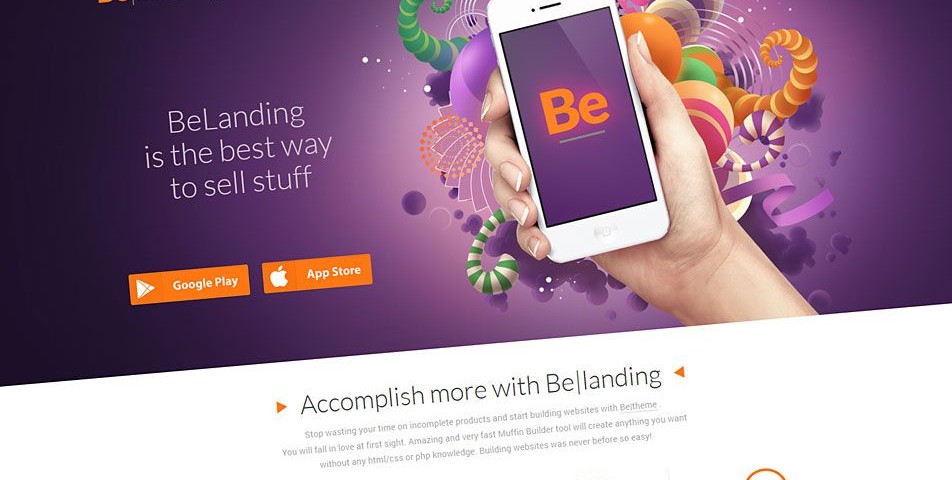 Be
BeLanding
is the best way
to sell stuff
Google Play
App Store
Accomplish more with Be|landing
Stop wasting your time on incomplete products and start building websites with Be|theme .
You will fall in love at first sight. Amazing and very fast Muffin Builder tool will create anything you want
without any html/css or php knowledge. Building websites was never before so easy!